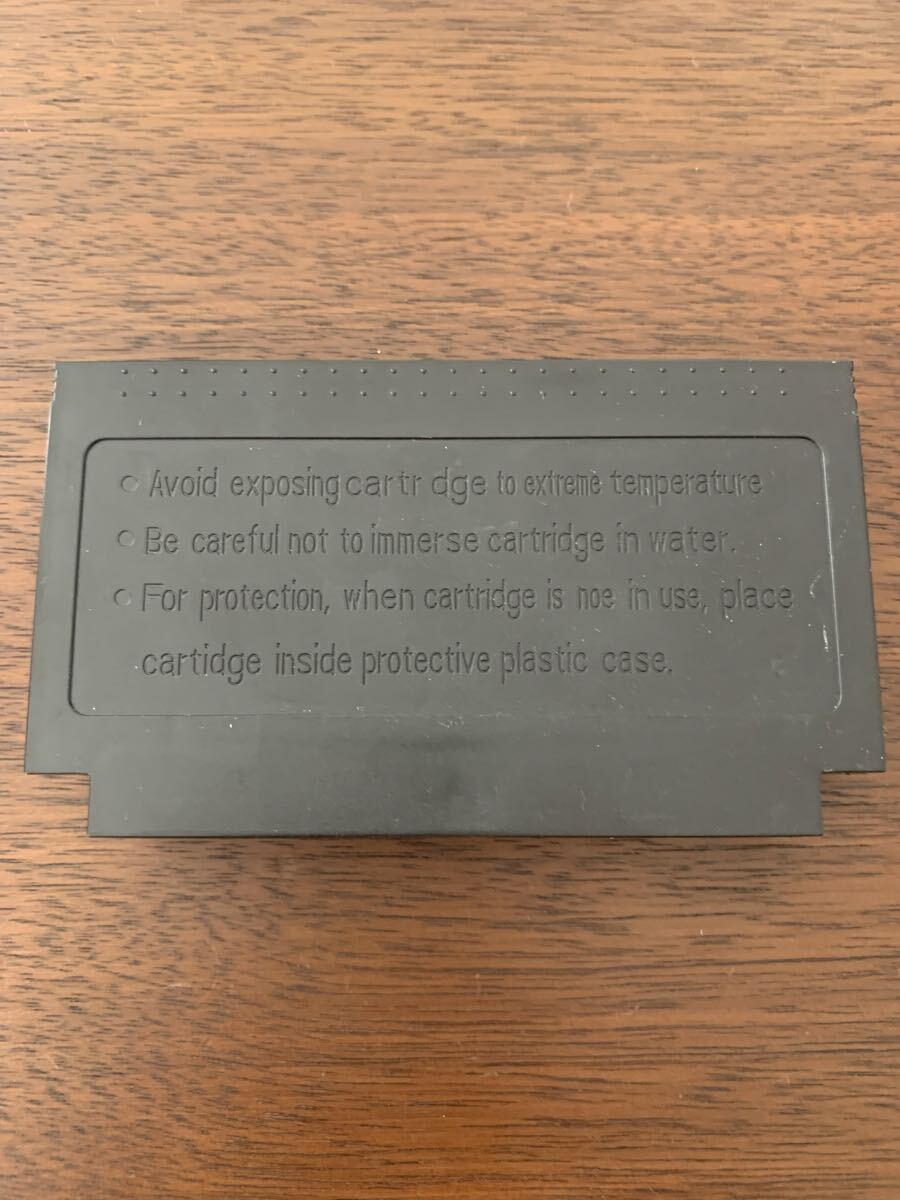 ○ Avoid exposing cartr dge to extreme temperature
○ Be careful not to immerse cartridge in water.
○ For protection, when cartridge is noe in use, place
cartidge inside protective plastic case.